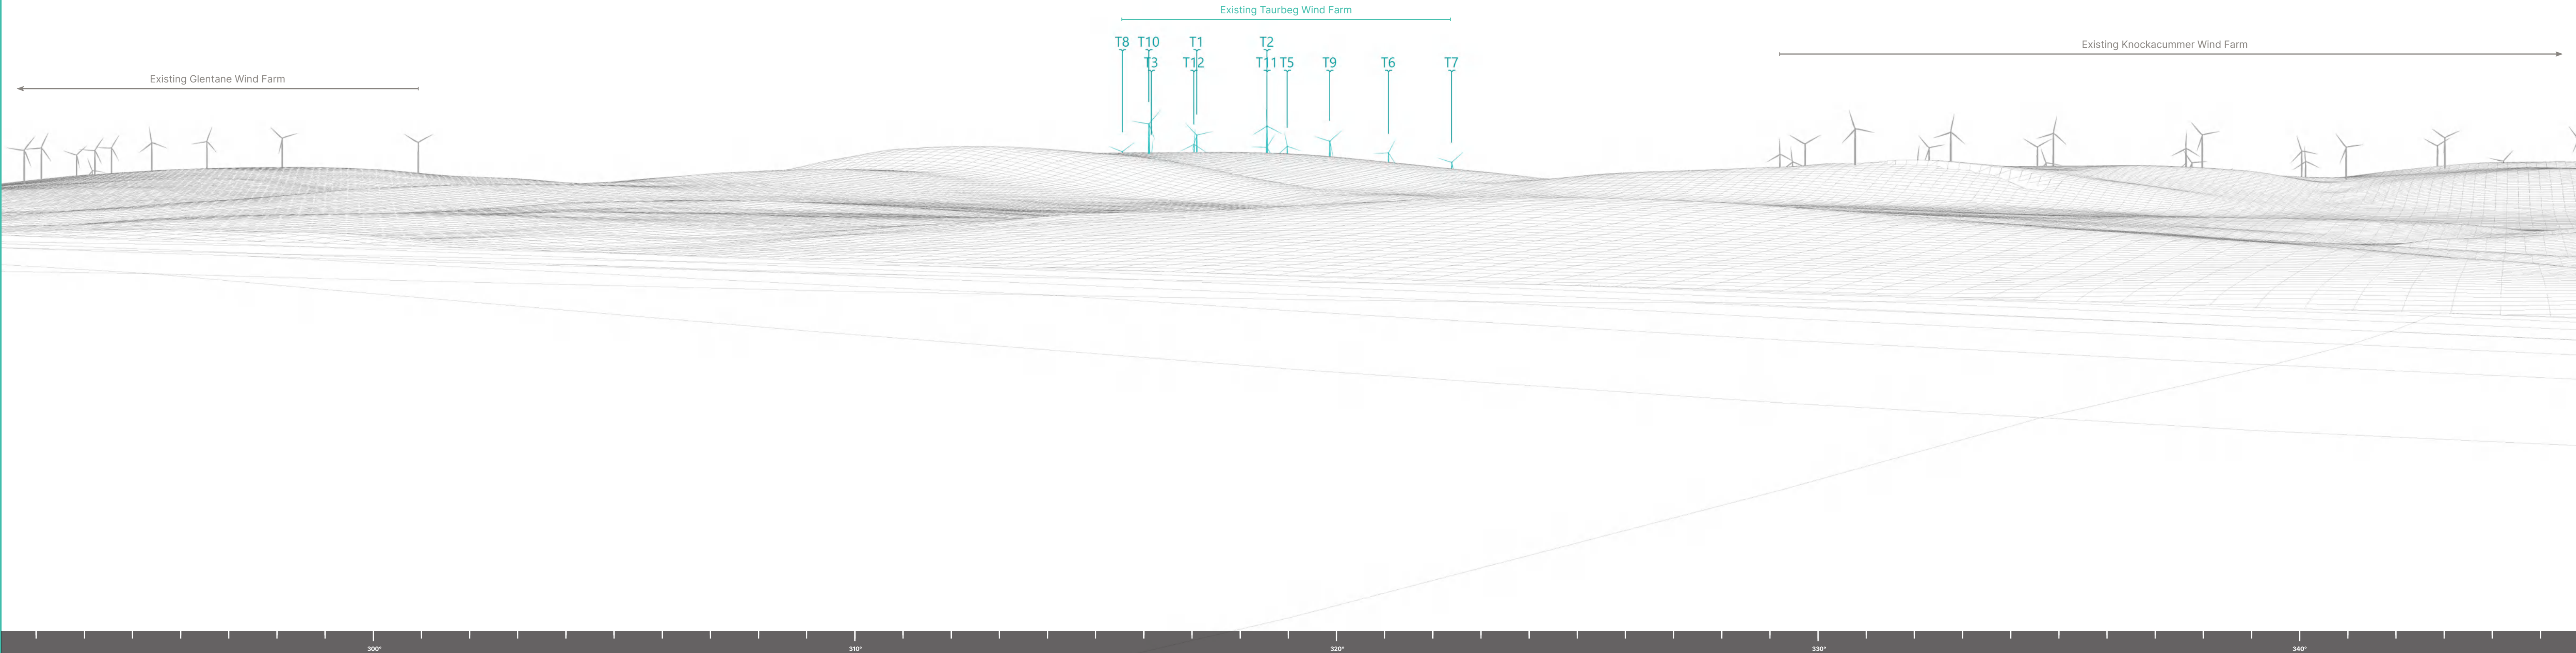 Existing Taurbeg Wind Farm
Existing Knockacummer Wind Farm
Existing Glentane Wind Farm
T8 T10 T1 T2
T3 T12 T11 T5 T9 T6 T7
300° 310° 320° 330° 340°